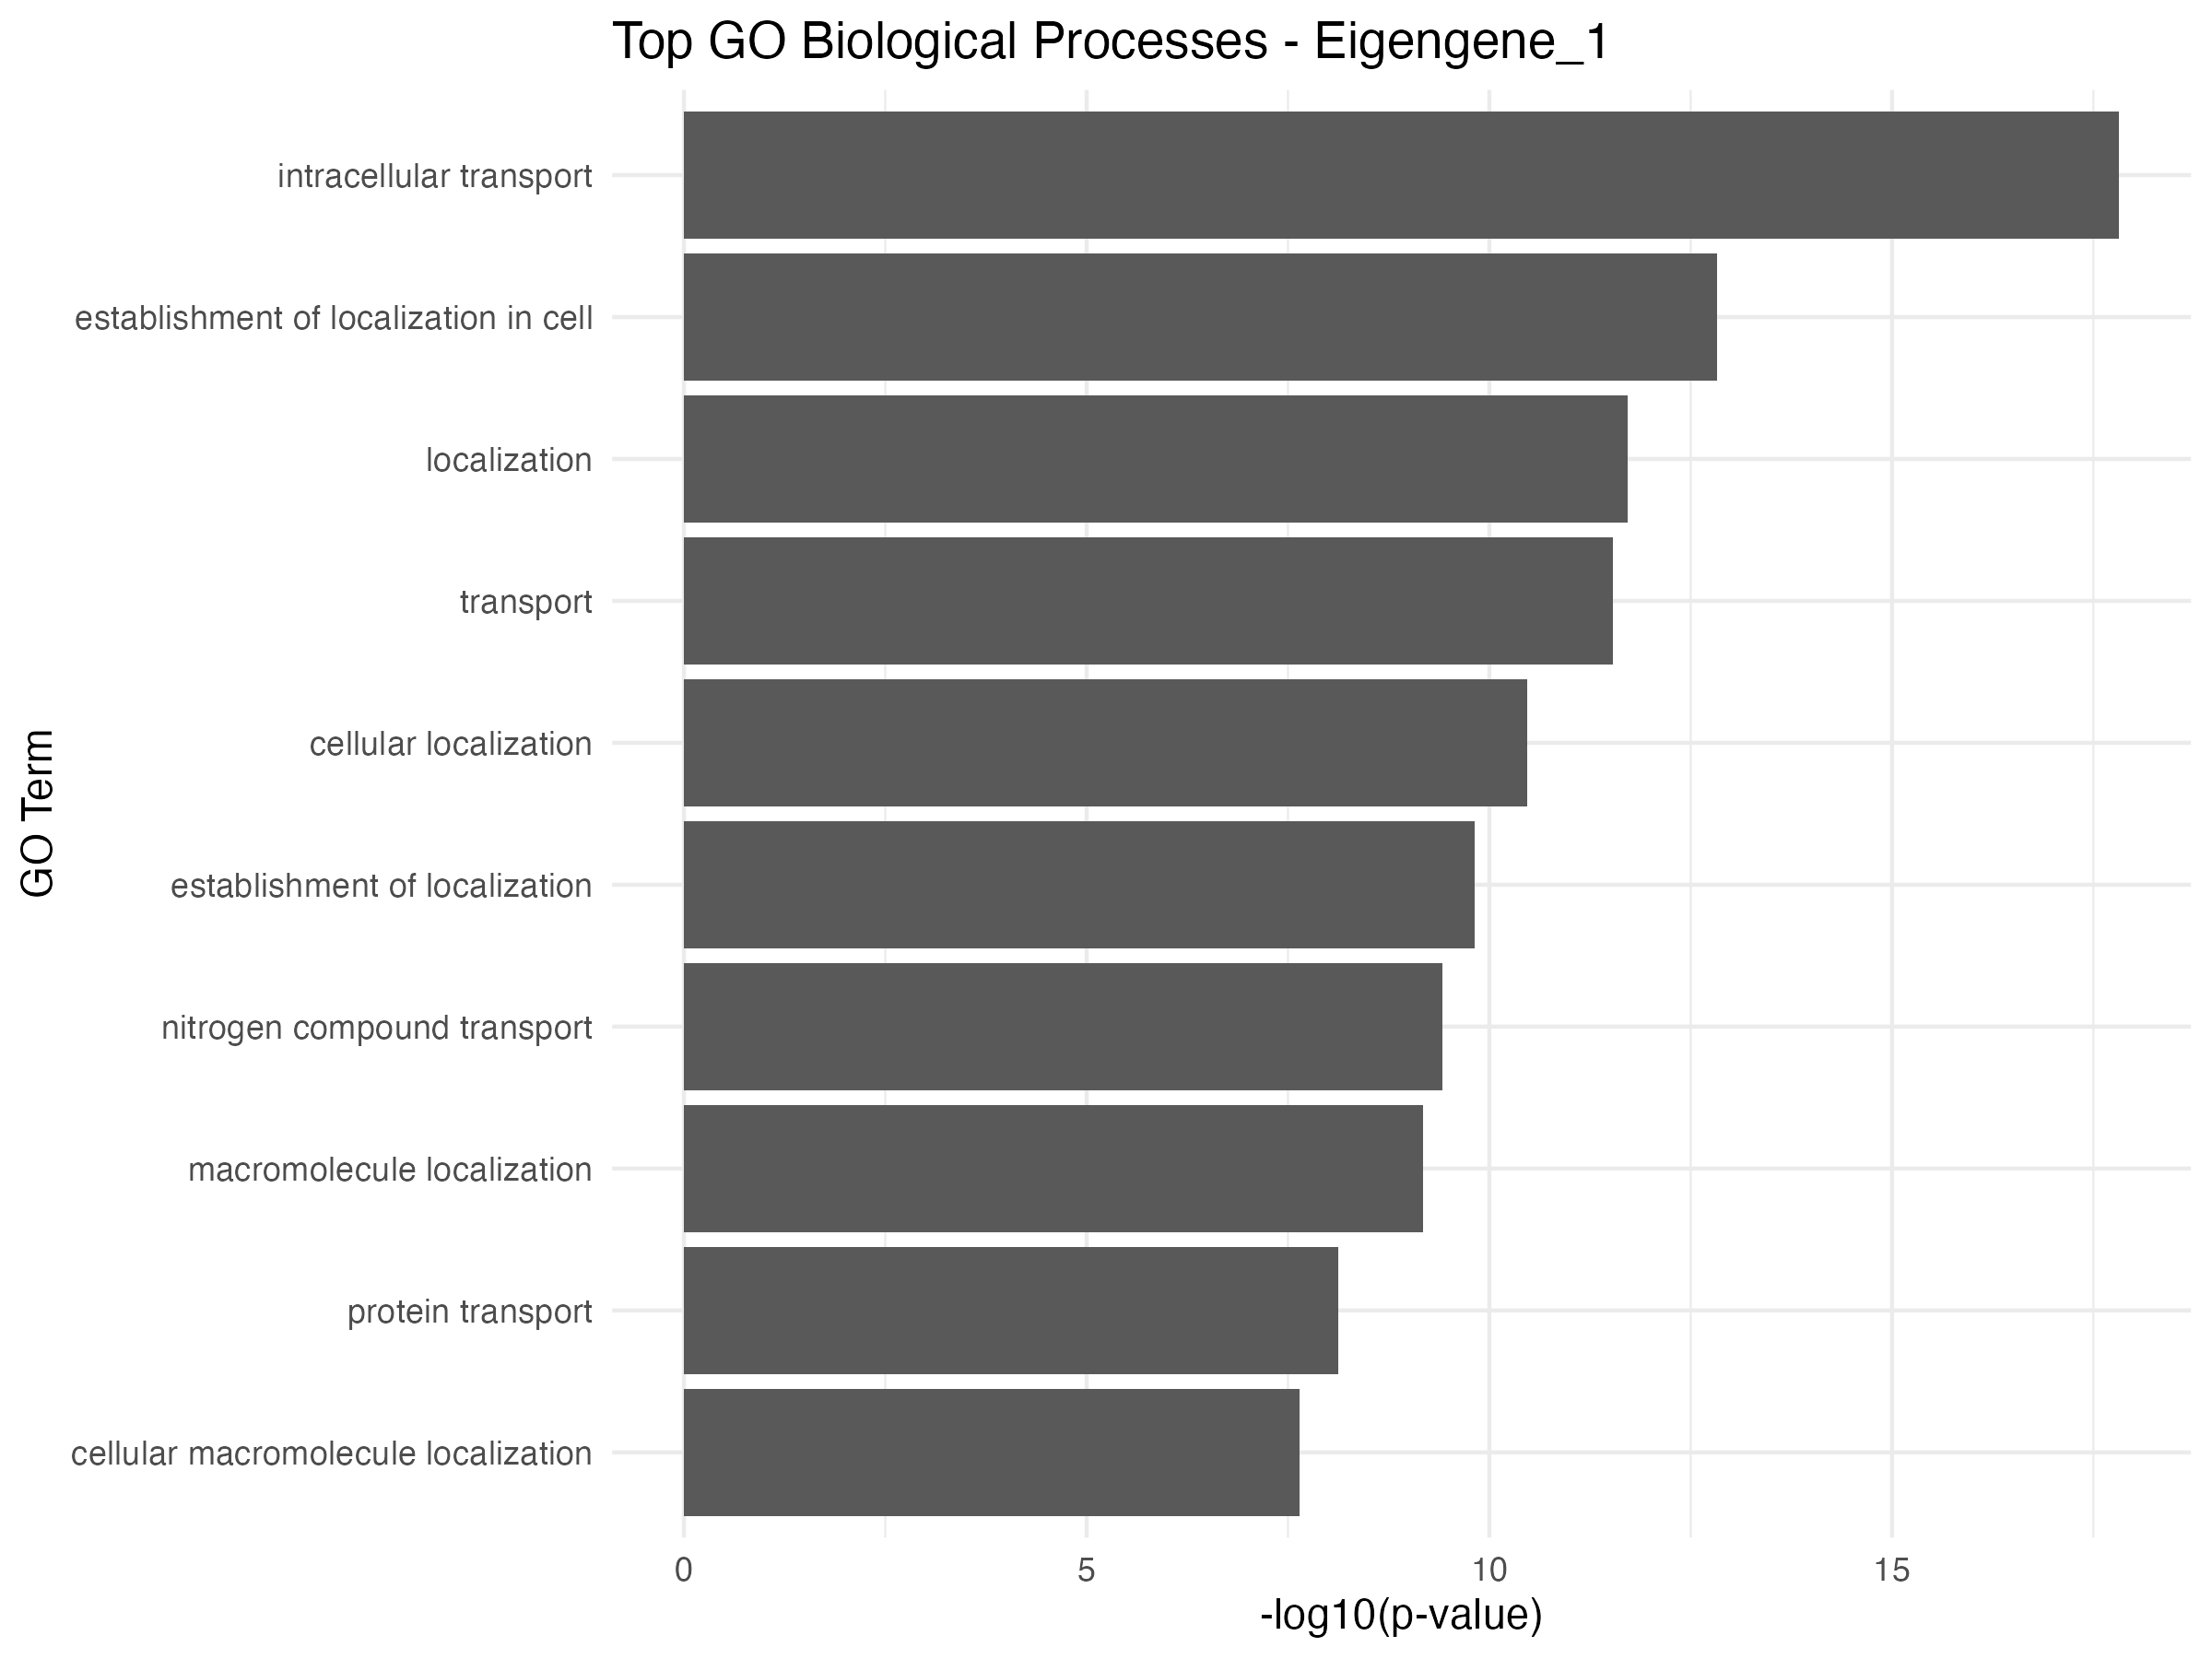 Top GO Biological Processes - Eigengene_1
intracellular transport
establishment of localization in cell
localization
transport
cellular localization
establishment of localization
nitrogen compound transport
macromolecule localization
protein transport
cellular macromolecule localization
GO Term
0 5 10 15
-log10(p-value)